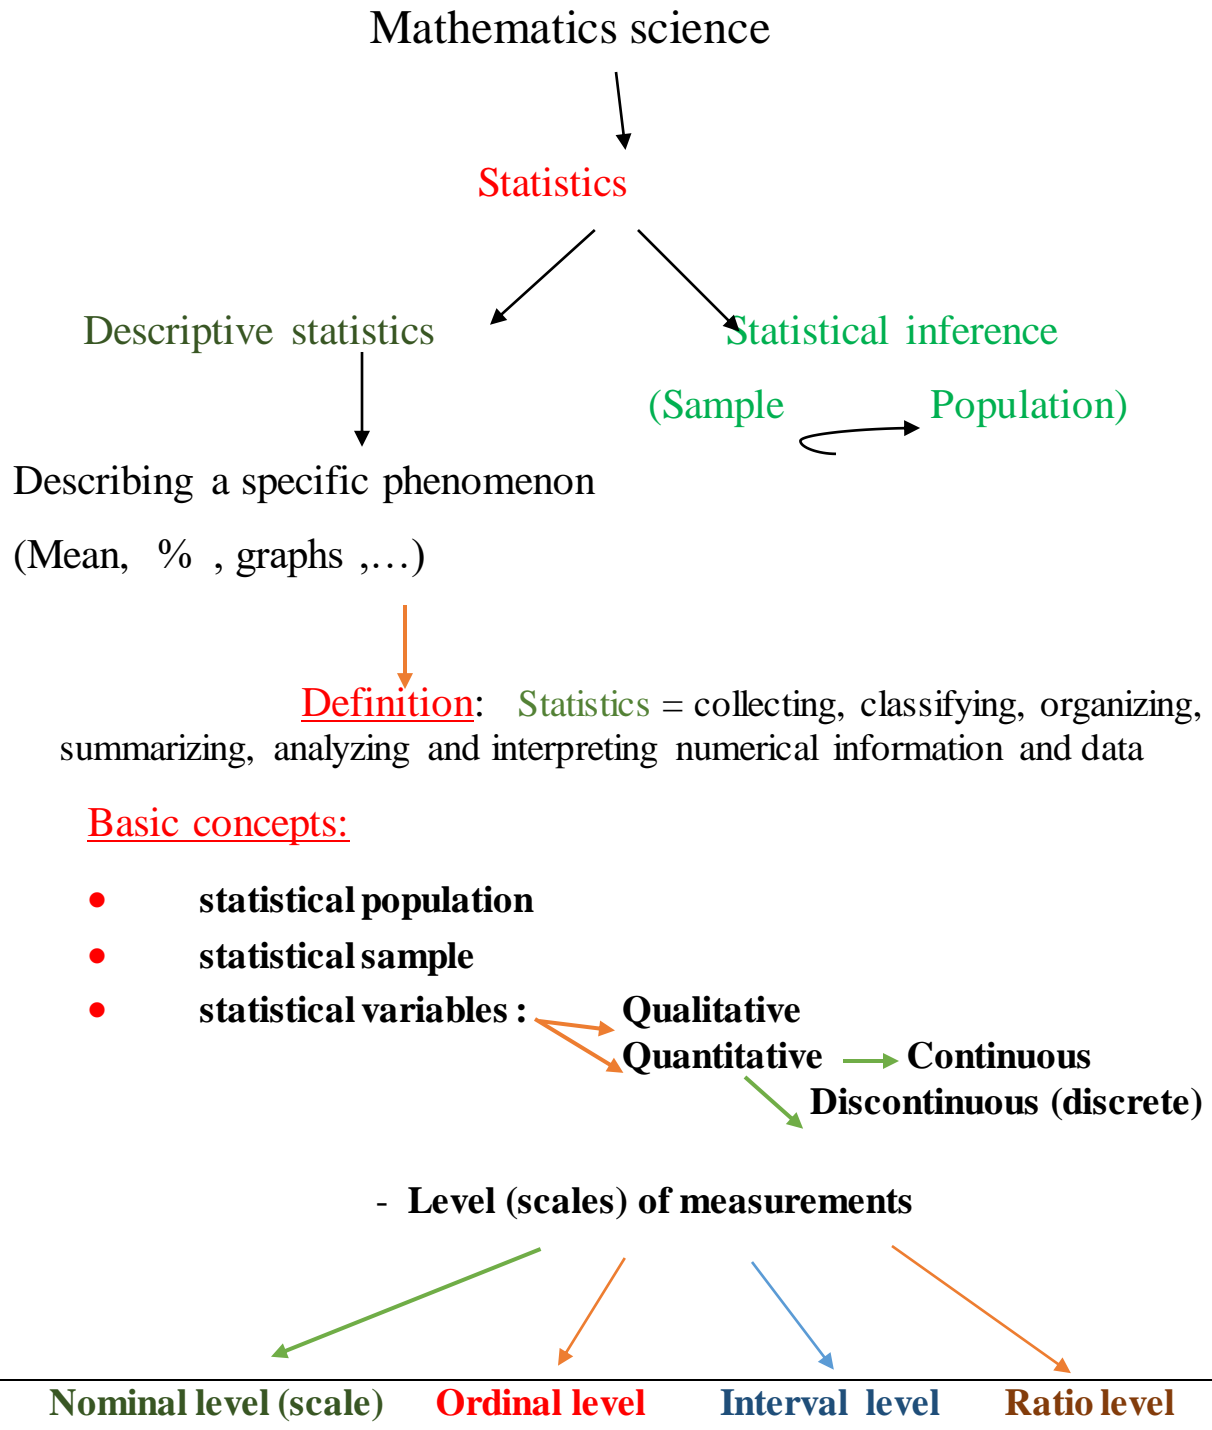 Mathematics science
Statistics
Descriptive statistics Statistical inference
(Sample Population)
Describing a specific phenomenon
(Mean, % , graphs ,…)
Definition: Statistics = collecting, classifying, organizing,
summarizing, analyzing and interpreting numerical information and data
Basic concepts:
• statistical population
• statistical sample
• statistical variables : Qualitative
Quantitative Continuous
Discontinuous (discrete)
- Level (scales) of measurements
Nominal level (scale) Ordinal level Interval level Ratio level